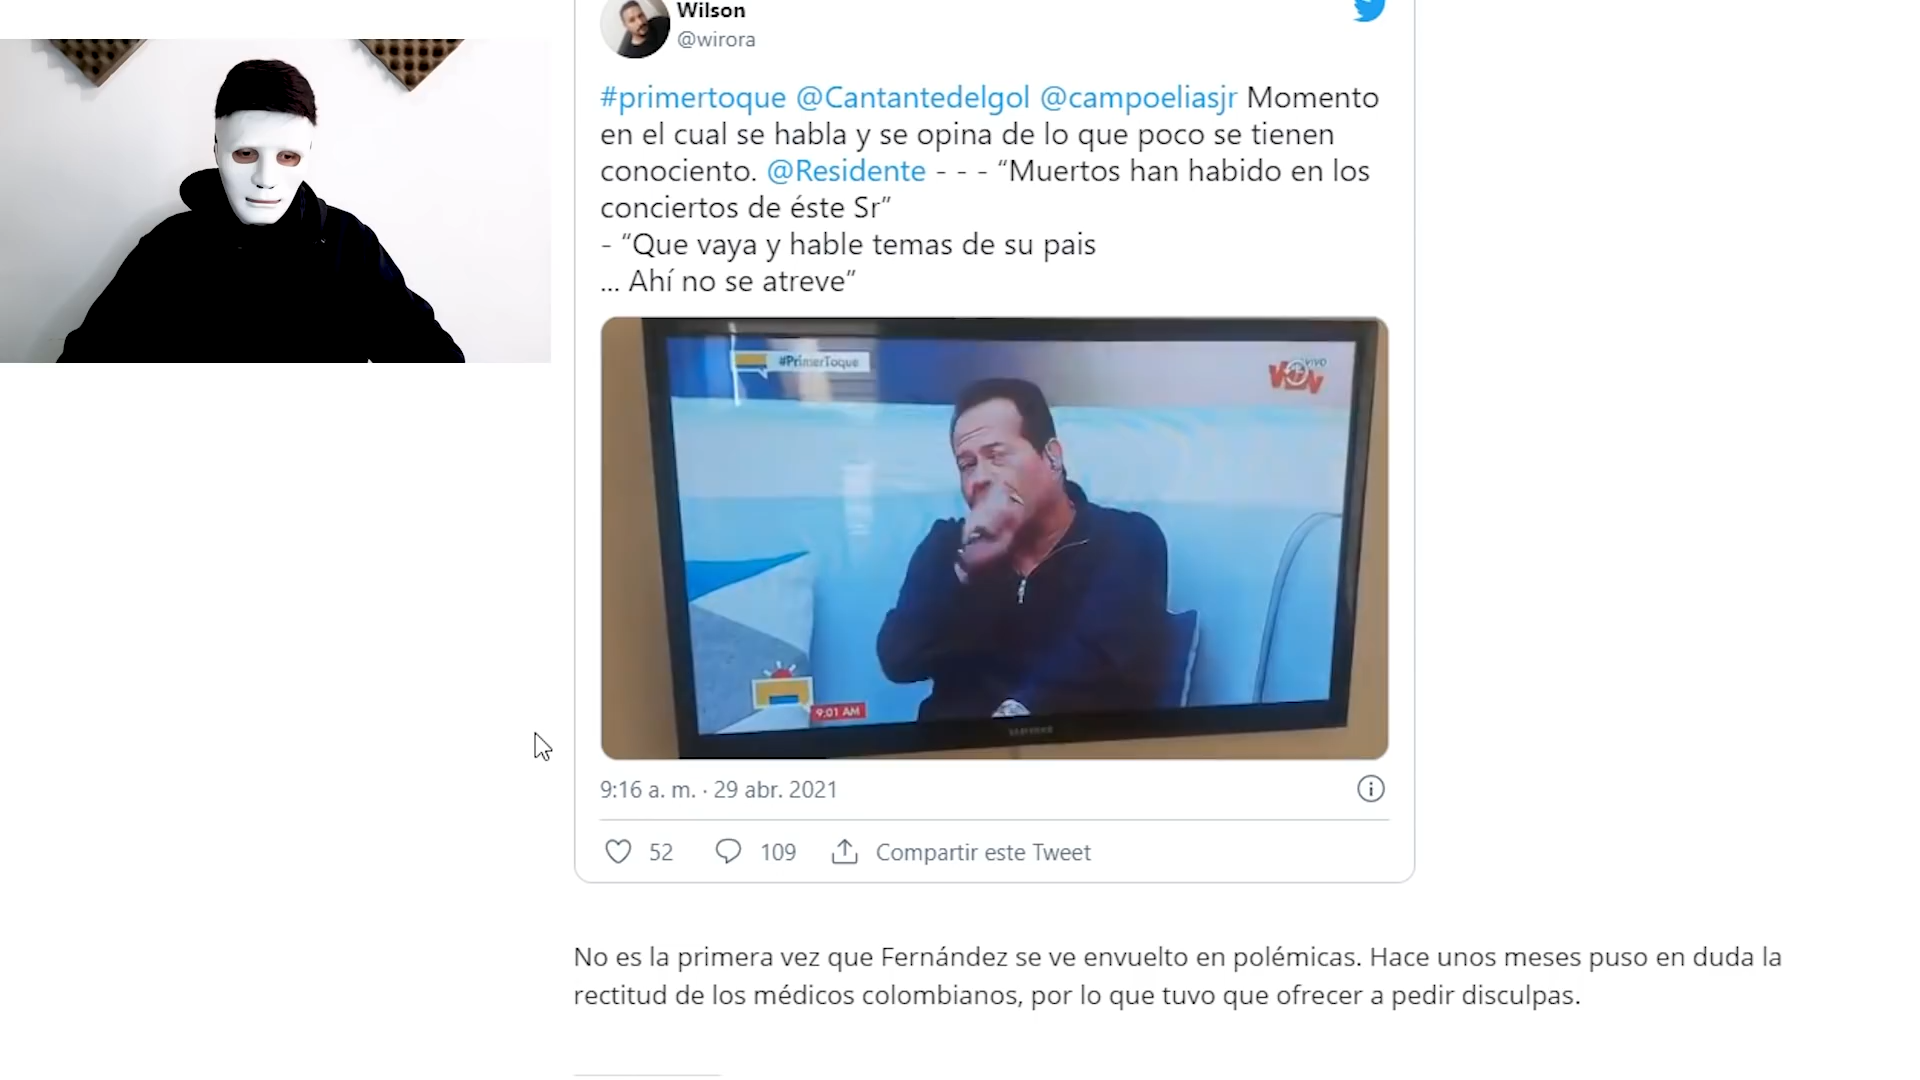 Wilson
@wirora
#primertoque @Cantantedelgol @campoeliasjr Momento
en el cual se habla y se opina de lo que poco se tienen
conociento. @Residente - - - “Muertos han habido en los
conciertos de éste Sr”
- “Que vaya y hable temas de su pais
... Ahí no se atreve”
#PrimerToque
VIVO
9:01 AM
SAMSUNG
9:16 a. m. · 29 abr. 2021
52 109 Compartir este Tweet
No es la primera vez que Fernández se ve envuelto en polémicas. Hace unos meses puso en duda la
rectitud de los médicos colombianos, por lo que tuvo que ofrecer a pedir disculpas.